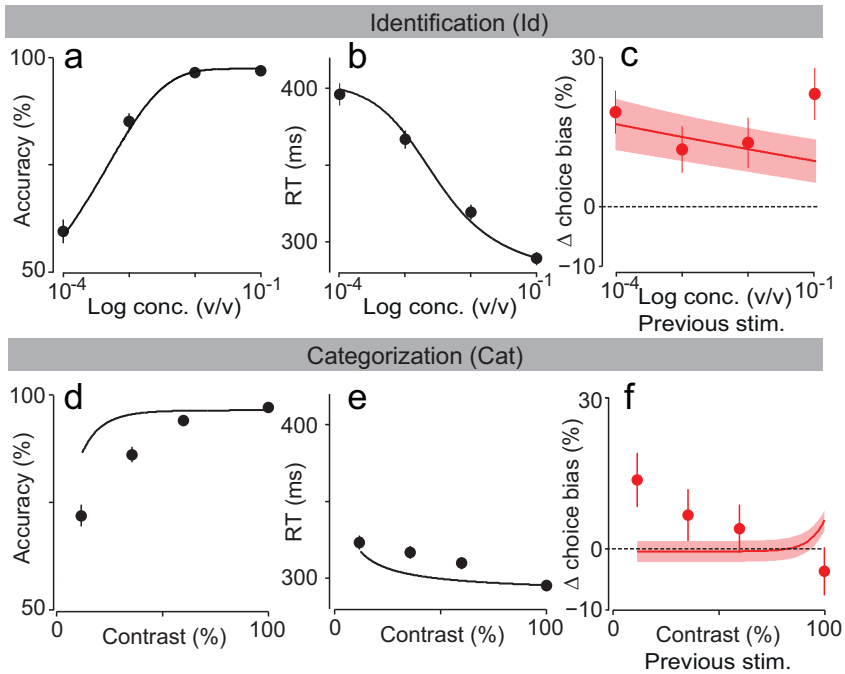 Identification (Id)
a
100
Accuracy (%)
50
10-4
10-1
Log conc. (v/v)
b
400
RT (ms)
300
10-4
10-1
Log conc. (v/v)
c
30
Δ choice bias (%)
0
−10
10-4
10-1
Log conc. (v/v)
Previous stim.
Categorization (Cat)
d
100
Accuracy (%)
50
0
100
Contrast (%)
e
400
RT (ms)
300
0
100
Contrast (%)
f
30
Δ choice bias (%)
0
−10
0
100
Contrast (%)
Previous stim.